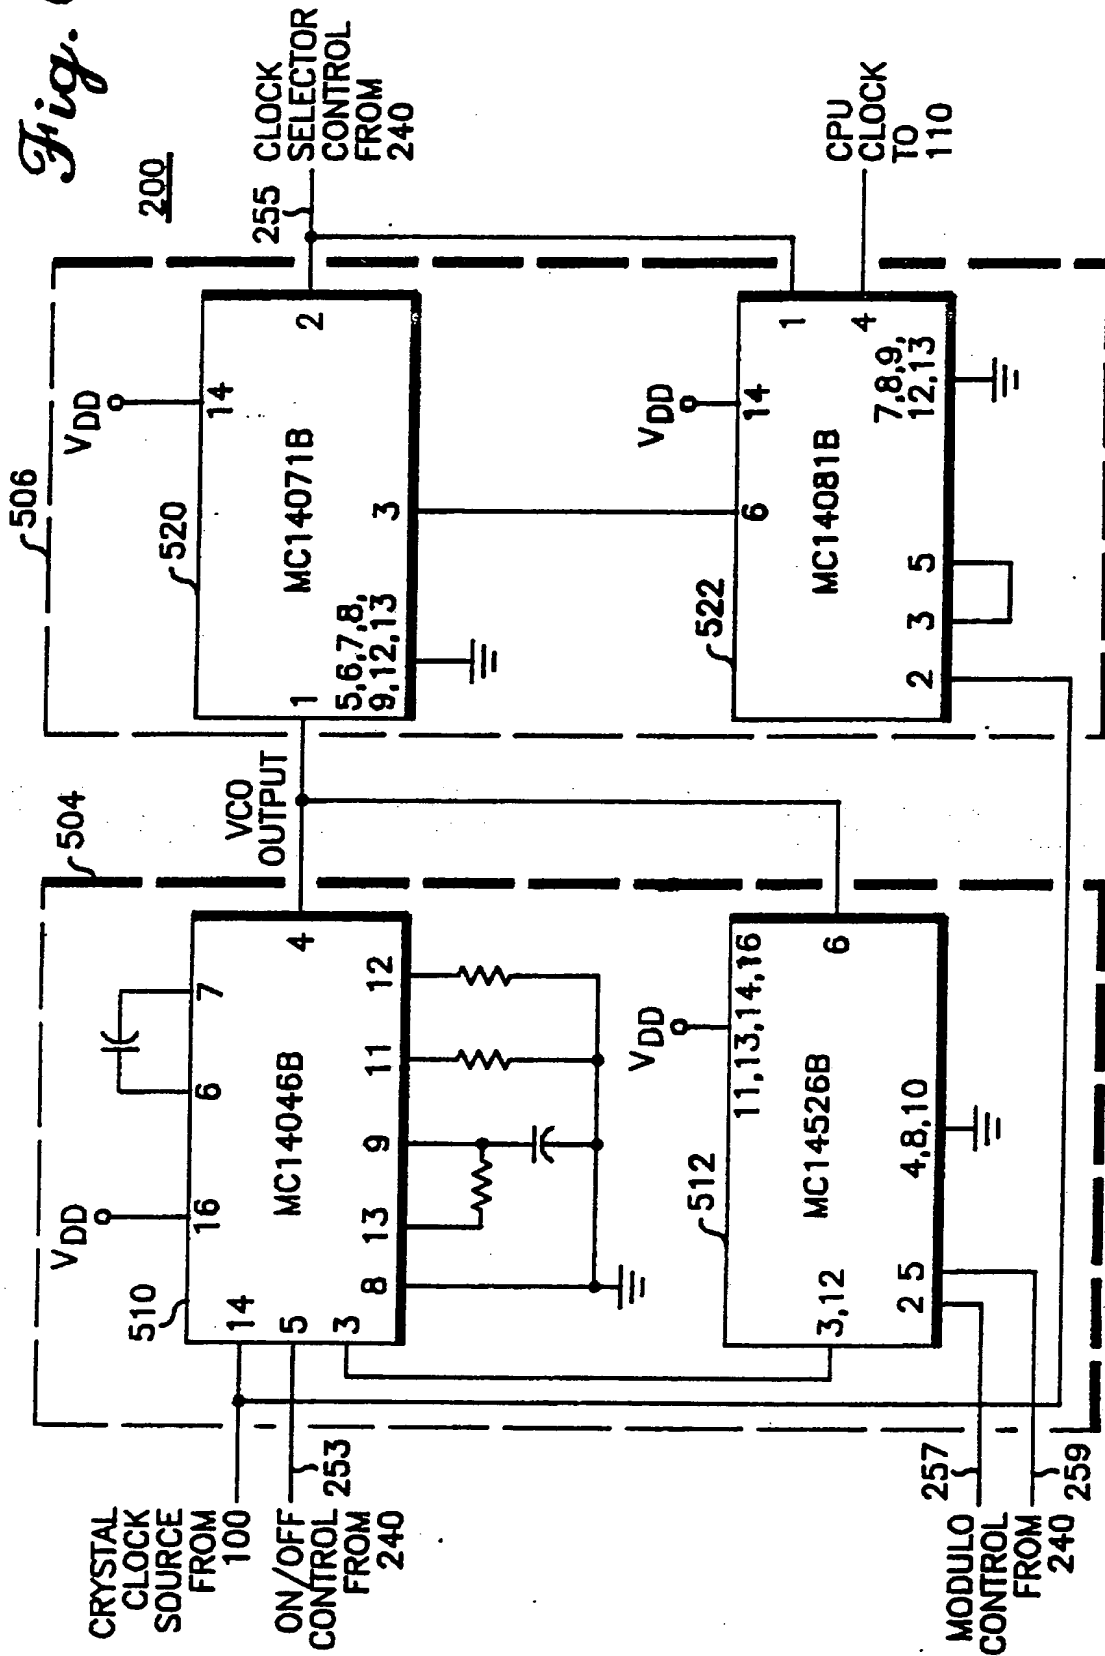 Fig.
200
506
504
CRYSTAL
CLOCK
SOURCE
FROM
100
ON/OFF
CONTROL
FROM
240
253
MODULO
CONTROL
FROM
240
257
259
510
VDD
16
6
7
14
5
3
MC14046B
4
8
13
9
11
12
VCO
OUTPUT
512
VDD
11,13,14,16
3,12
MC14526B
6
2
5
4,8,10
520
VDD
14
1
MC14071B
2
5,6,7,8,
9,12,13
3
255
CLOCK
SELECTOR
CONTROL
FROM
240
522
VDD
6
14
MC14081B
1
4
2
3
5
7,8,9,
12,13
CPU
CLOCK
TO
110